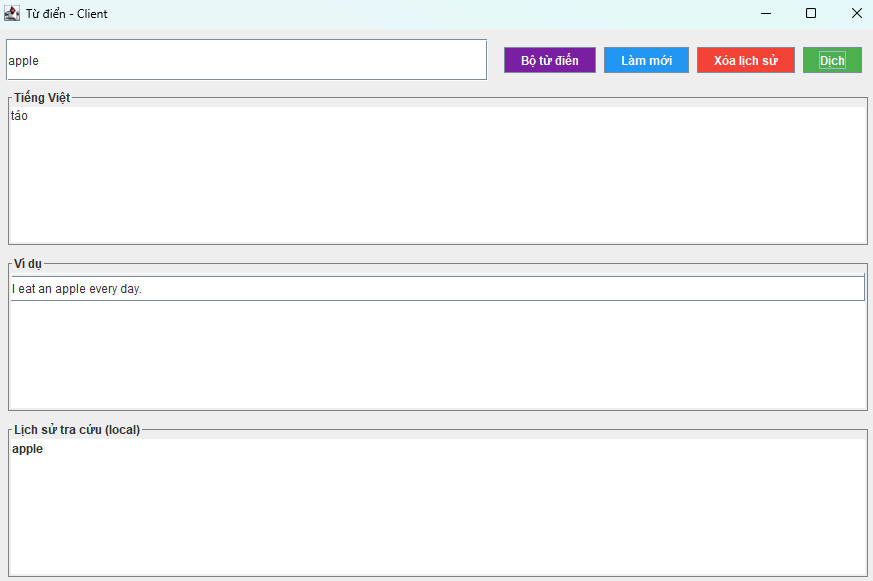 Từ điển - Client
apple
Bộ từ điển
Làm mới
Xóa lịch sử
Dịch
Tiếng Việt
táo
Ví dụ
I eat an apple every day.
Lịch sử tra cứu (local)
apple